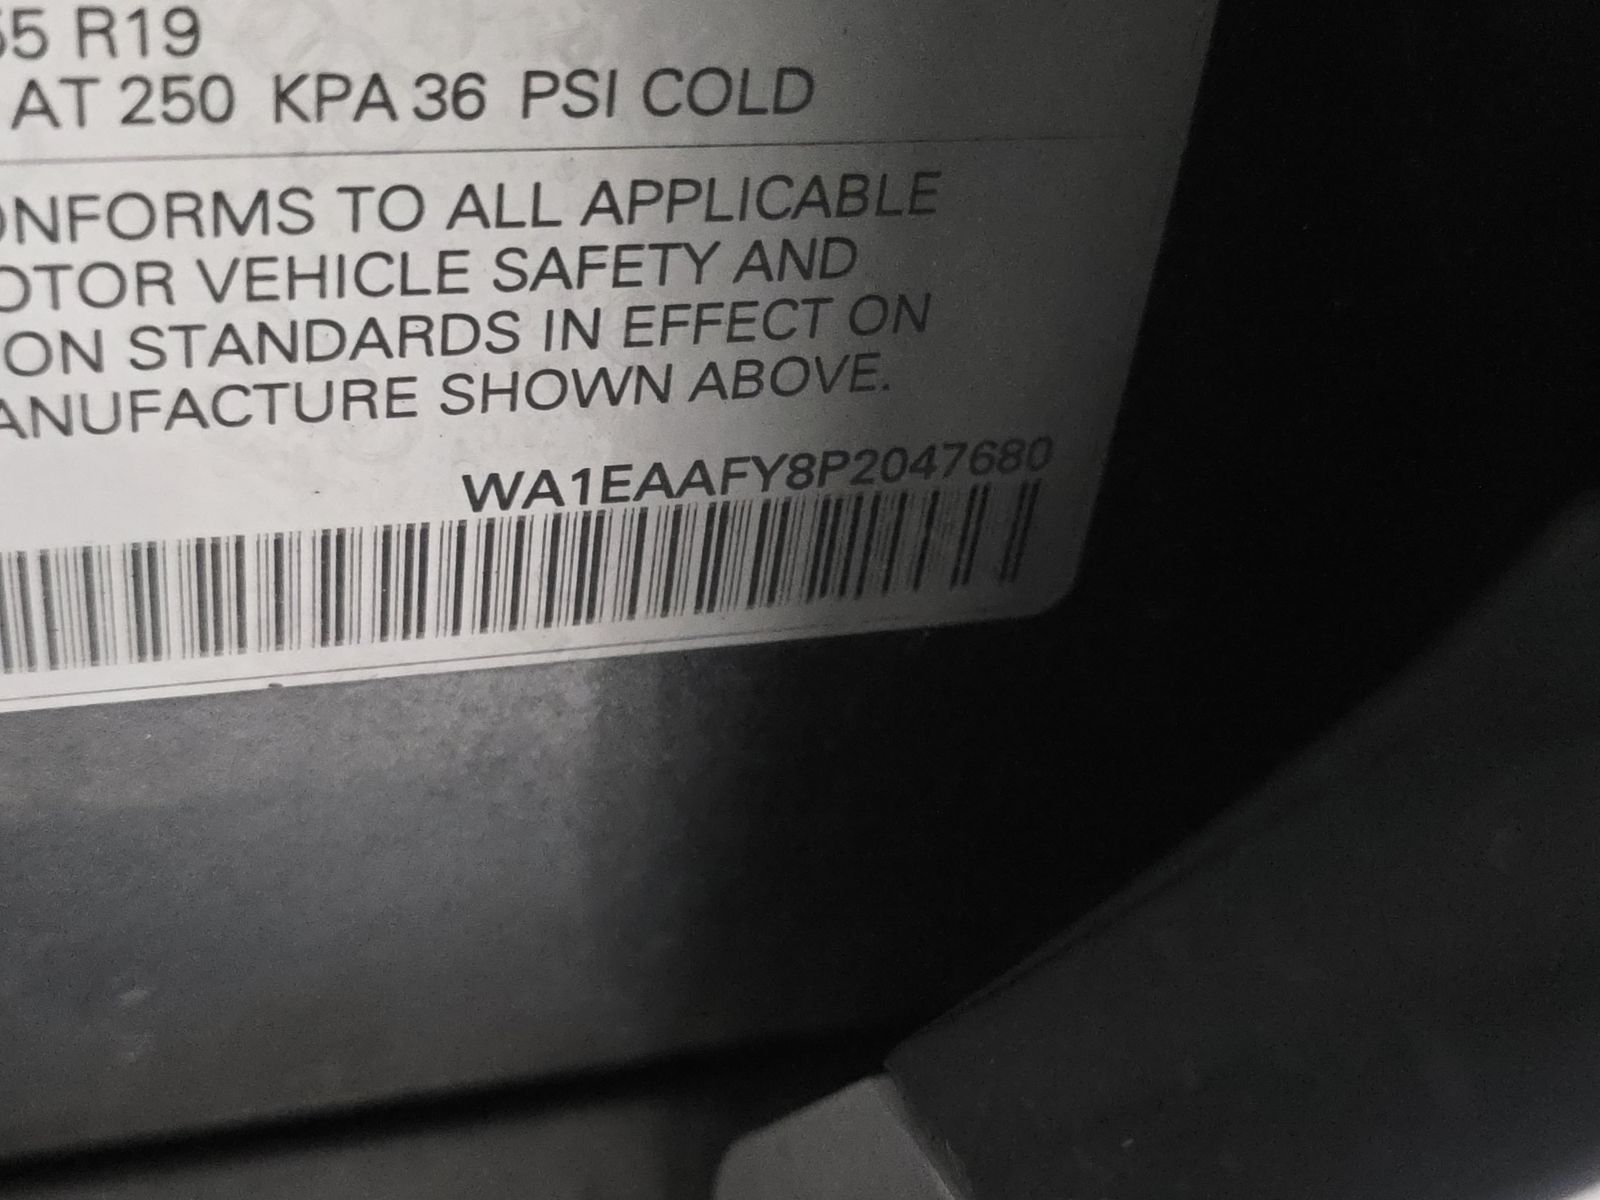 55 R19
AT 250 KPA 36 PSI COLD
ONFORMS TO ALL APPLICABLE
OTOR VEHICLE SAFETY AND
ON STANDARDS IN EFFECT ON
ANUFACTURE SHOWN ABOVE.
WA1EAAFY8P2047680